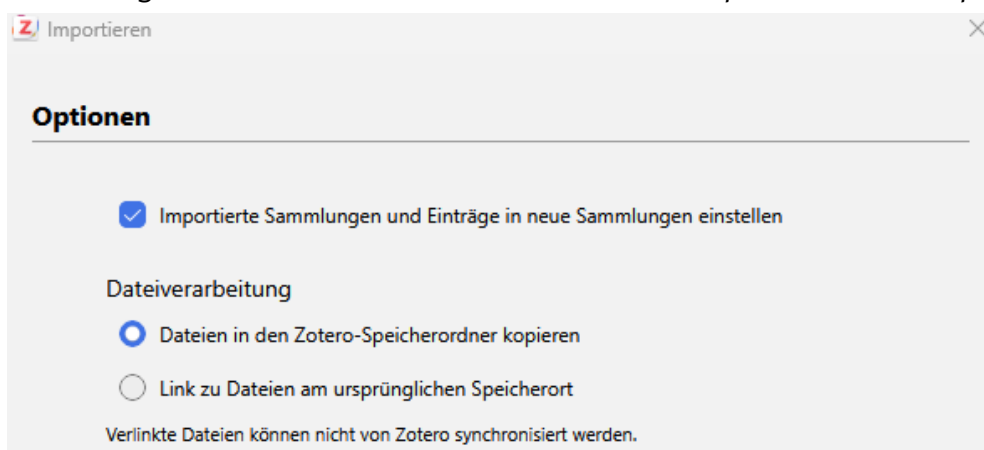 Importieren
Optionen
Importierte Sammlungen und Einträge in neue Sammlungen einstellen
Dateiverarbeitung
Dateien in den Zotero-Speicherordner kopieren
Link zu Dateien am ursprünglichen Speicherort
Verlinkte Dateien können nicht von Zotero synchronisiert werden.